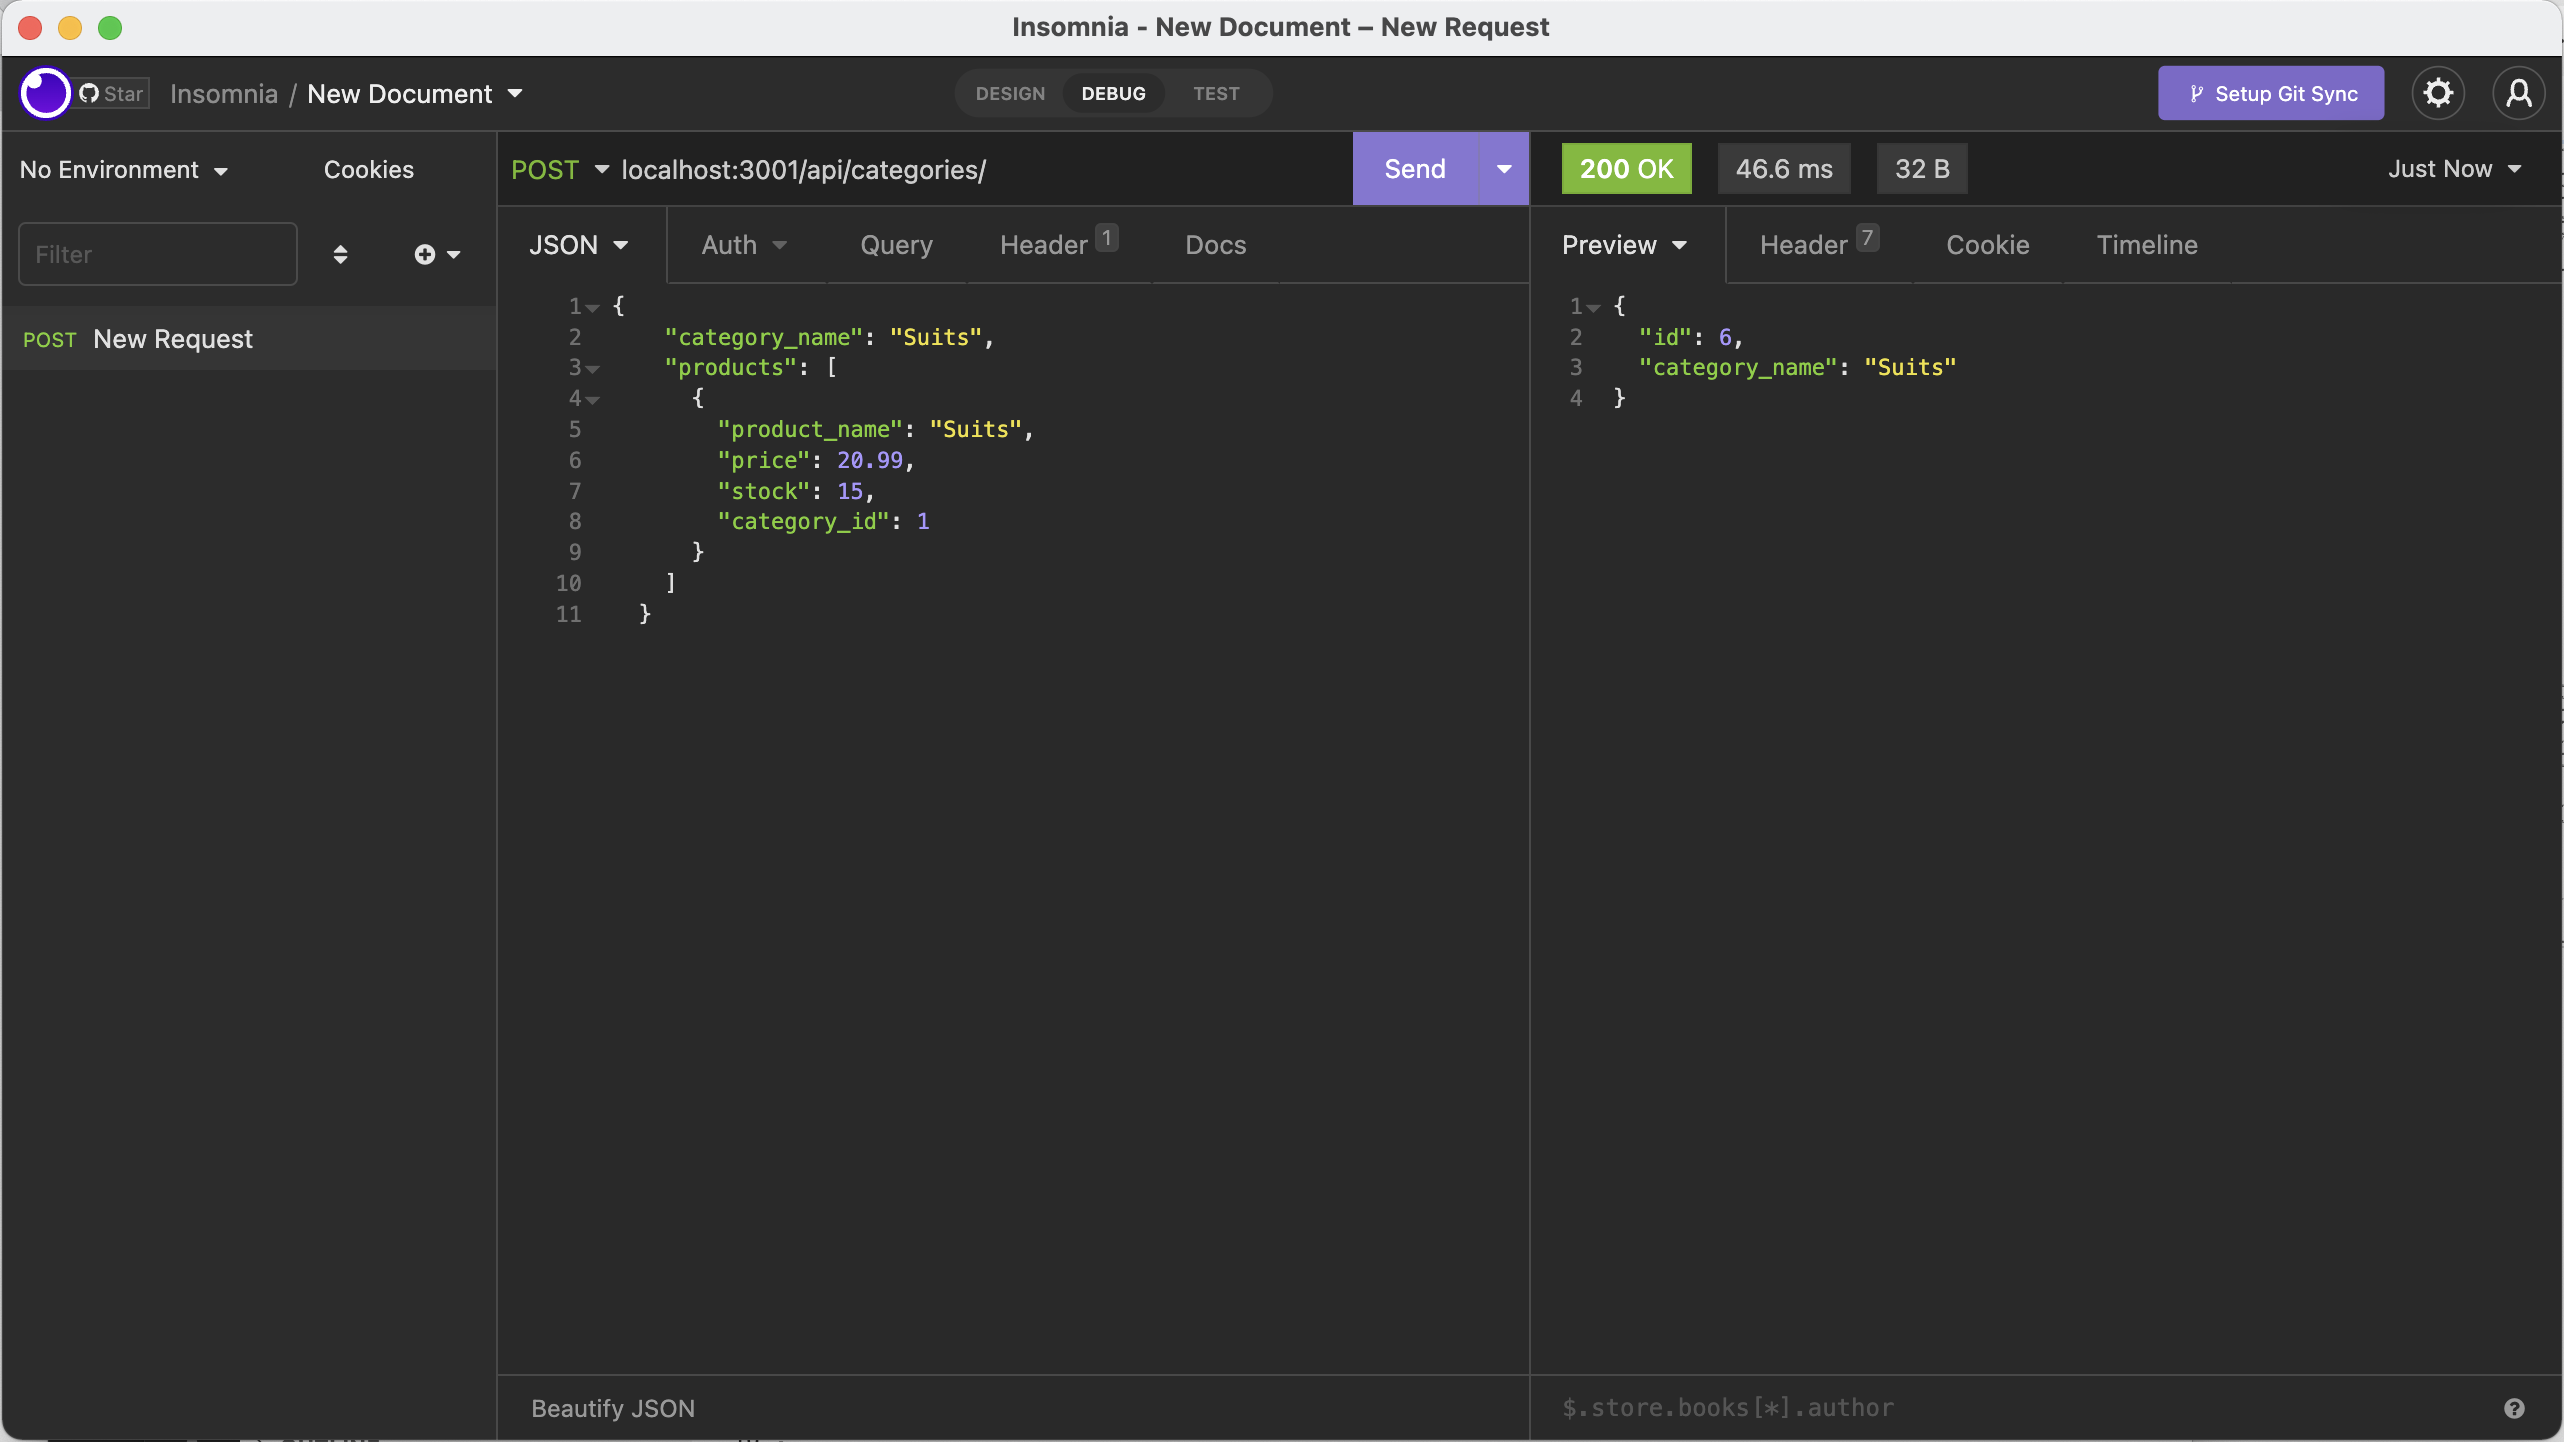 Insomnia - New Document – New Request
Star
Insomnia / New Document
DESIGN DEBUG TEST
Setup Git Sync
No Environment
Cookies
POST localhost:3001/api/categories/
Send
200 OK
46.6 ms
32 B
Just Now
Filter
JSON
Auth
Query
Header 1
Docs
Preview
Header 7
Cookie
Timeline
POST New Request
1 {
2 "category_name": "Suits",
3 "products": [
4 {
5 "product_name": "Suits",
6 "price": 20.99,
7 "stock": 15,
8 "category_id": 1
9 }
10 ]
11 }
1 {
2 "id": 6,
3 "category_name": "Suits"
4 }
Beautify JSON
$.store.books[*].author